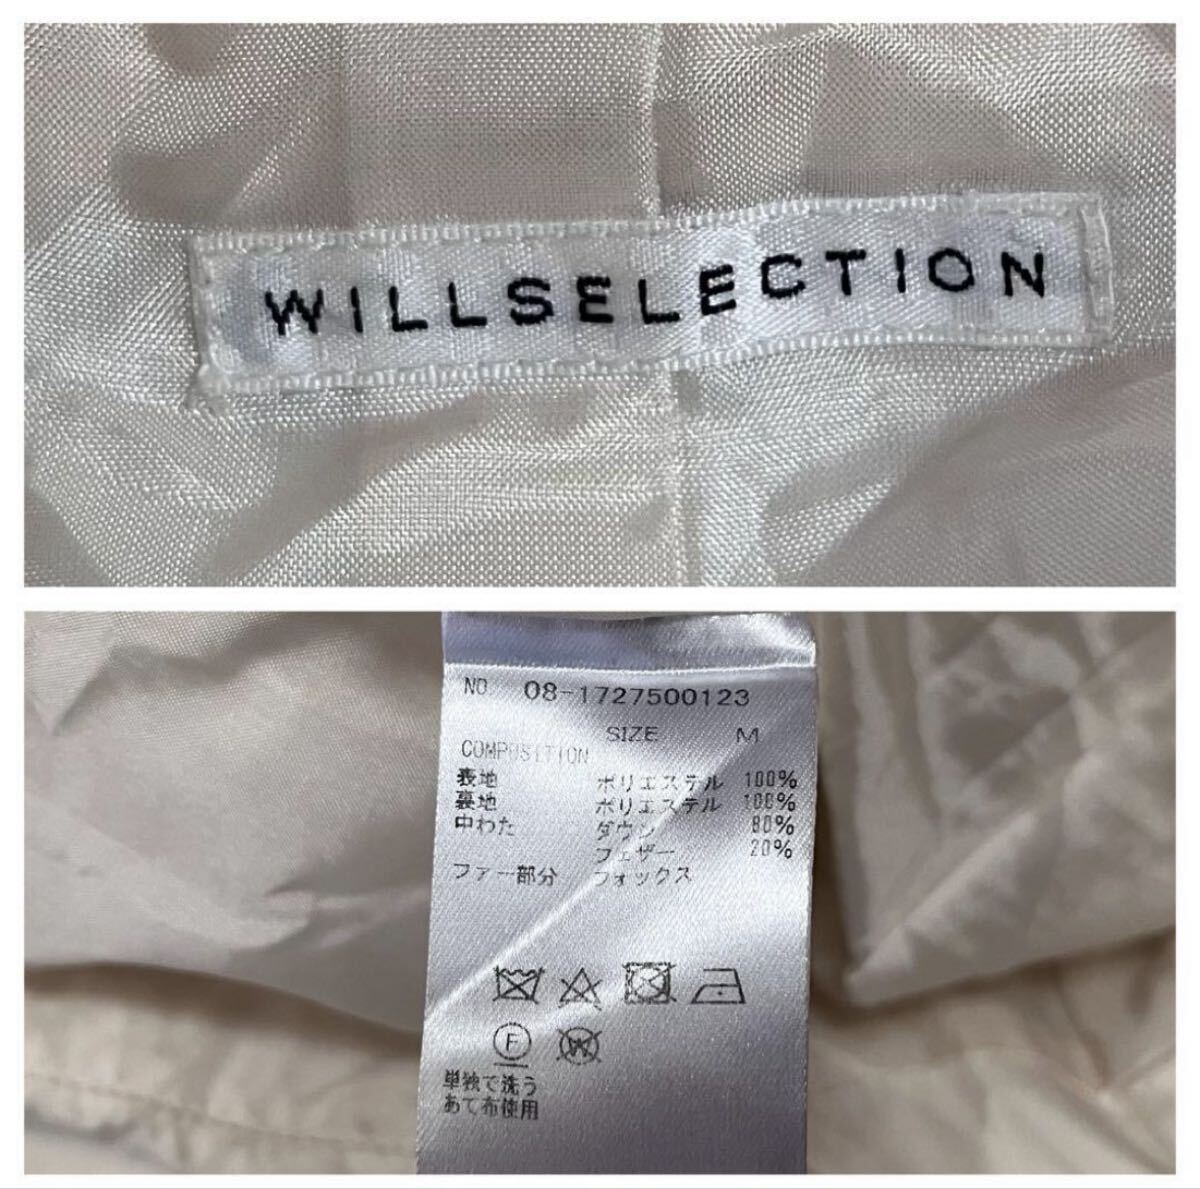 WILLSELECTION
NO. 08-1727500123
SIZE M
COMPOSITION
表地 ポリエステル 100%
裏地 ポリエステル 100%
中わた ダウン 80%
フェザー 20%
ファー部分 フォックス
F
W
単独で洗う
あて布使用